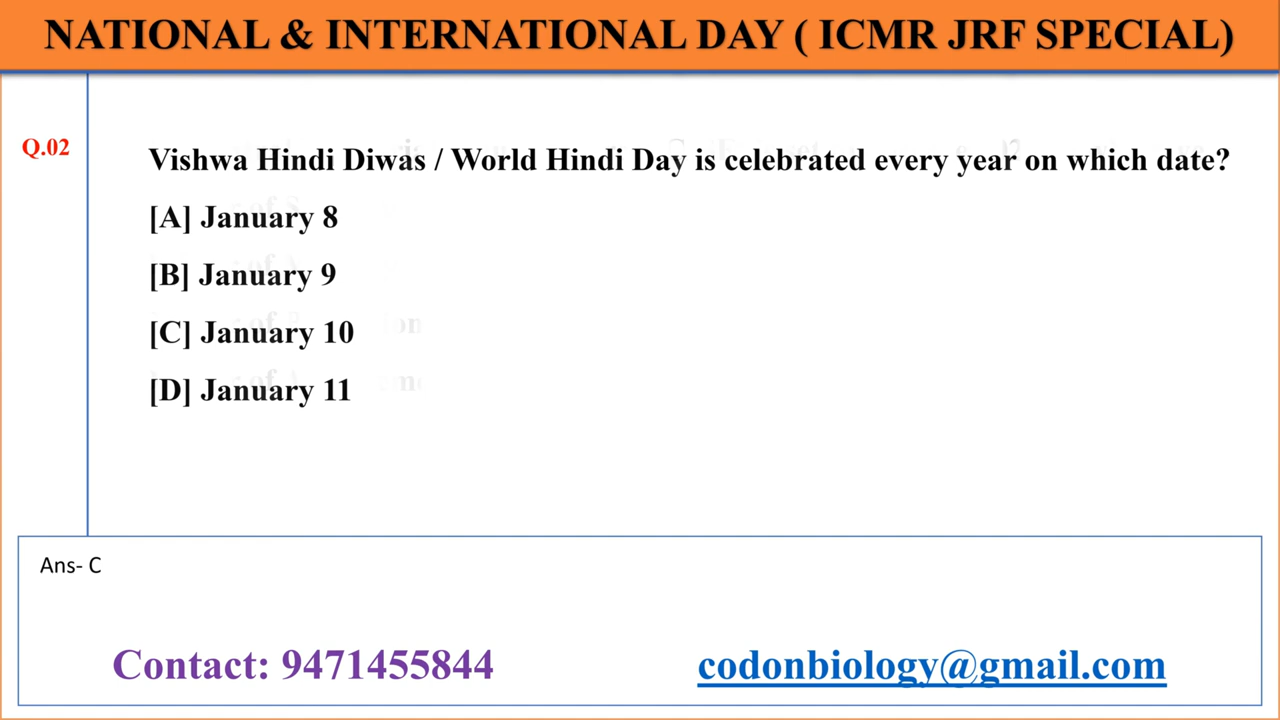 NATIONAL & INTERNATIONAL DAY ( ICMR JRF SPECIAL)
Q.02
Vishwa Hindi Diwas / World Hindi Day is celebrated every year on which date?
[A] January 8
[B] January 9
[C] January 10
[D] January 11
Ans- C
Contact: 9471455844
codonbiology@gmail.com